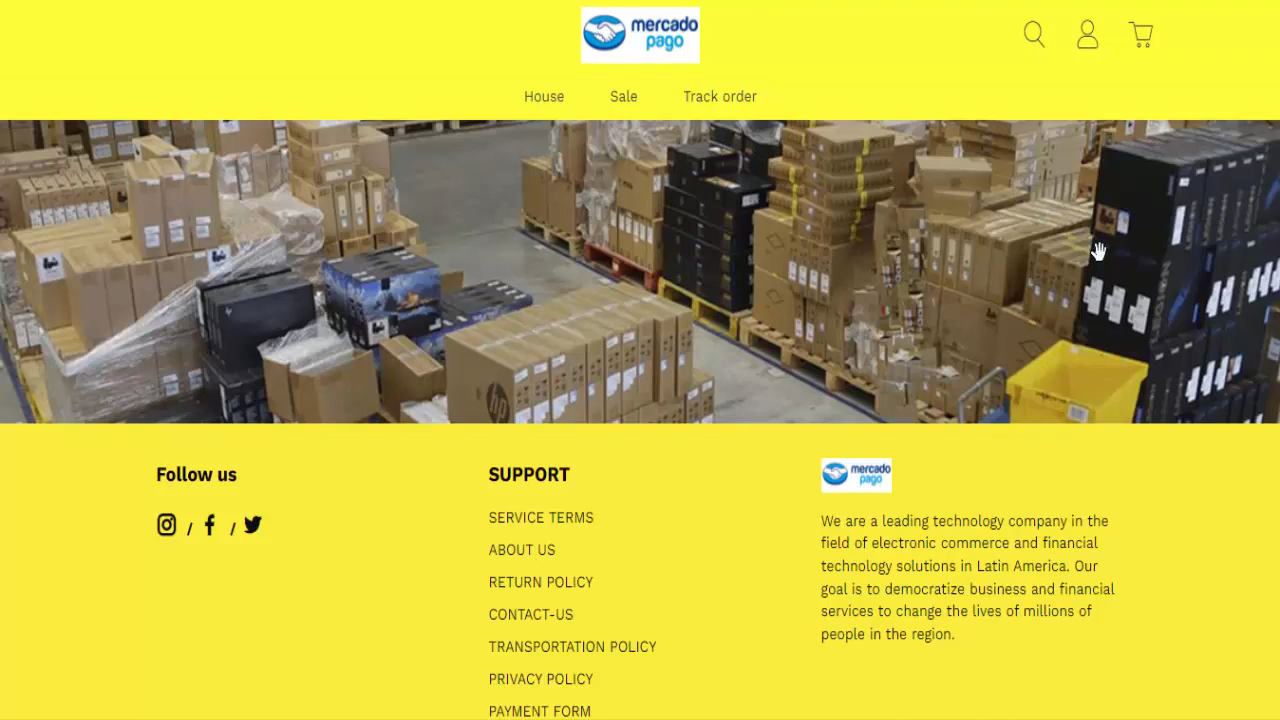 mercado
pago
House
Sale
Track order
hp
Follow us
/
/
SUPPORT
SERVICE TERMS
ABOUT US
RETURN POLICY
CONTACT-US
TRANSPORTATION POLICY
PRIVACY POLICY
PAYMENT FORM
mercado
pago
We are a leading technology company in the
field of electronic commerce and financial
technology solutions in Latin America. Our
goal is to democratize business and financial
services to change the lives of millions of
people in the region.